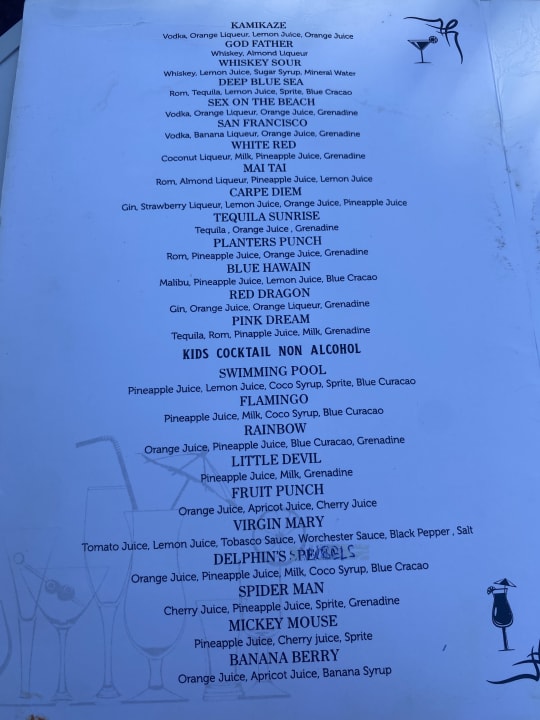 KAMIKAZE
Vodka, Orange Liqueur, Lemon Juice, Orange Juice
GOD FATHER
Whiskey, Almond Liqueur
WHISKEY SOUR
Whiskey, Lemon Juice, Sugar Syrup, Mineral Water
DEEP BLUE SEA
Rom, Tequila, Lemon Juice, Sprite, Blue Cracao
SEX ON THE BEACH
Vodka, Orange Liqueur, Orange Juice, Grenadine
SAN FRANCISCO
Vodka, Banana Liqueur, Orange Juice, Grenadine
WHITE RED
Coconut Liqueur, Milk, Pineapple Juice, Grenadine
MAI TAI
Rom, Almond Liqueur, Pineapple Juice, Lemon Juice
CARPE DIEM
Gin, Strawberry Liqueur, Lemon Juice, Orange Juice, Pineapple Juice
TEQUILA SUNRISE
Tequila , Orange Juice , Grenadine
PLANTERS PUNCH
Rom, Pineapple Juice, Orange Juice, Grenadine
BLUE HAWAIN
Malibu, Pineapple Juice, Lemon Juice, Blue Cracao
RED DRAGON
Gin, Orange Juice, Orange Liqueur, Grenadine
PINK DREAM
Tequila, Rom, Pinapple Juice, Milk, Grenadine
KIDS COCKTAIL NON ALCOHOL
SWIMMING POOL
Pineapple Juice, Lemon Juice, Coco Syrup, Sprite, Blue Curacao
FLAMINGO
Pineapple Juice, Milk, Coco Syrup, Blue Curacao
RAINBOW
Orange Juice, Pineapple Juice, Blue Curacao, Grenadine
LITTLE DEVIL
Pineapple Juice, Milk, Grenadine
FRUIT PUNCH
Orange Juice, Apricot Juice, Cherry Juice
VIRGIN MARY
Tomato Juice, Lemon Juice, Tobasco Sauce, Worchester Sauce, Black Pepper , Salt
DELPHIN'S
Orange Juice, Pineapple Juice, Milk, Coco Syrup, Blue Cracao
SPIDER MAN
Cherry Juice, Pineapple Juice, Sprite, Grenadine
MICKEY MOUSE
Pineapple Juice, Cherry juice, Sprite
BANANA BERRY
Orange Juice, Apricot Juice, Banana Syrup